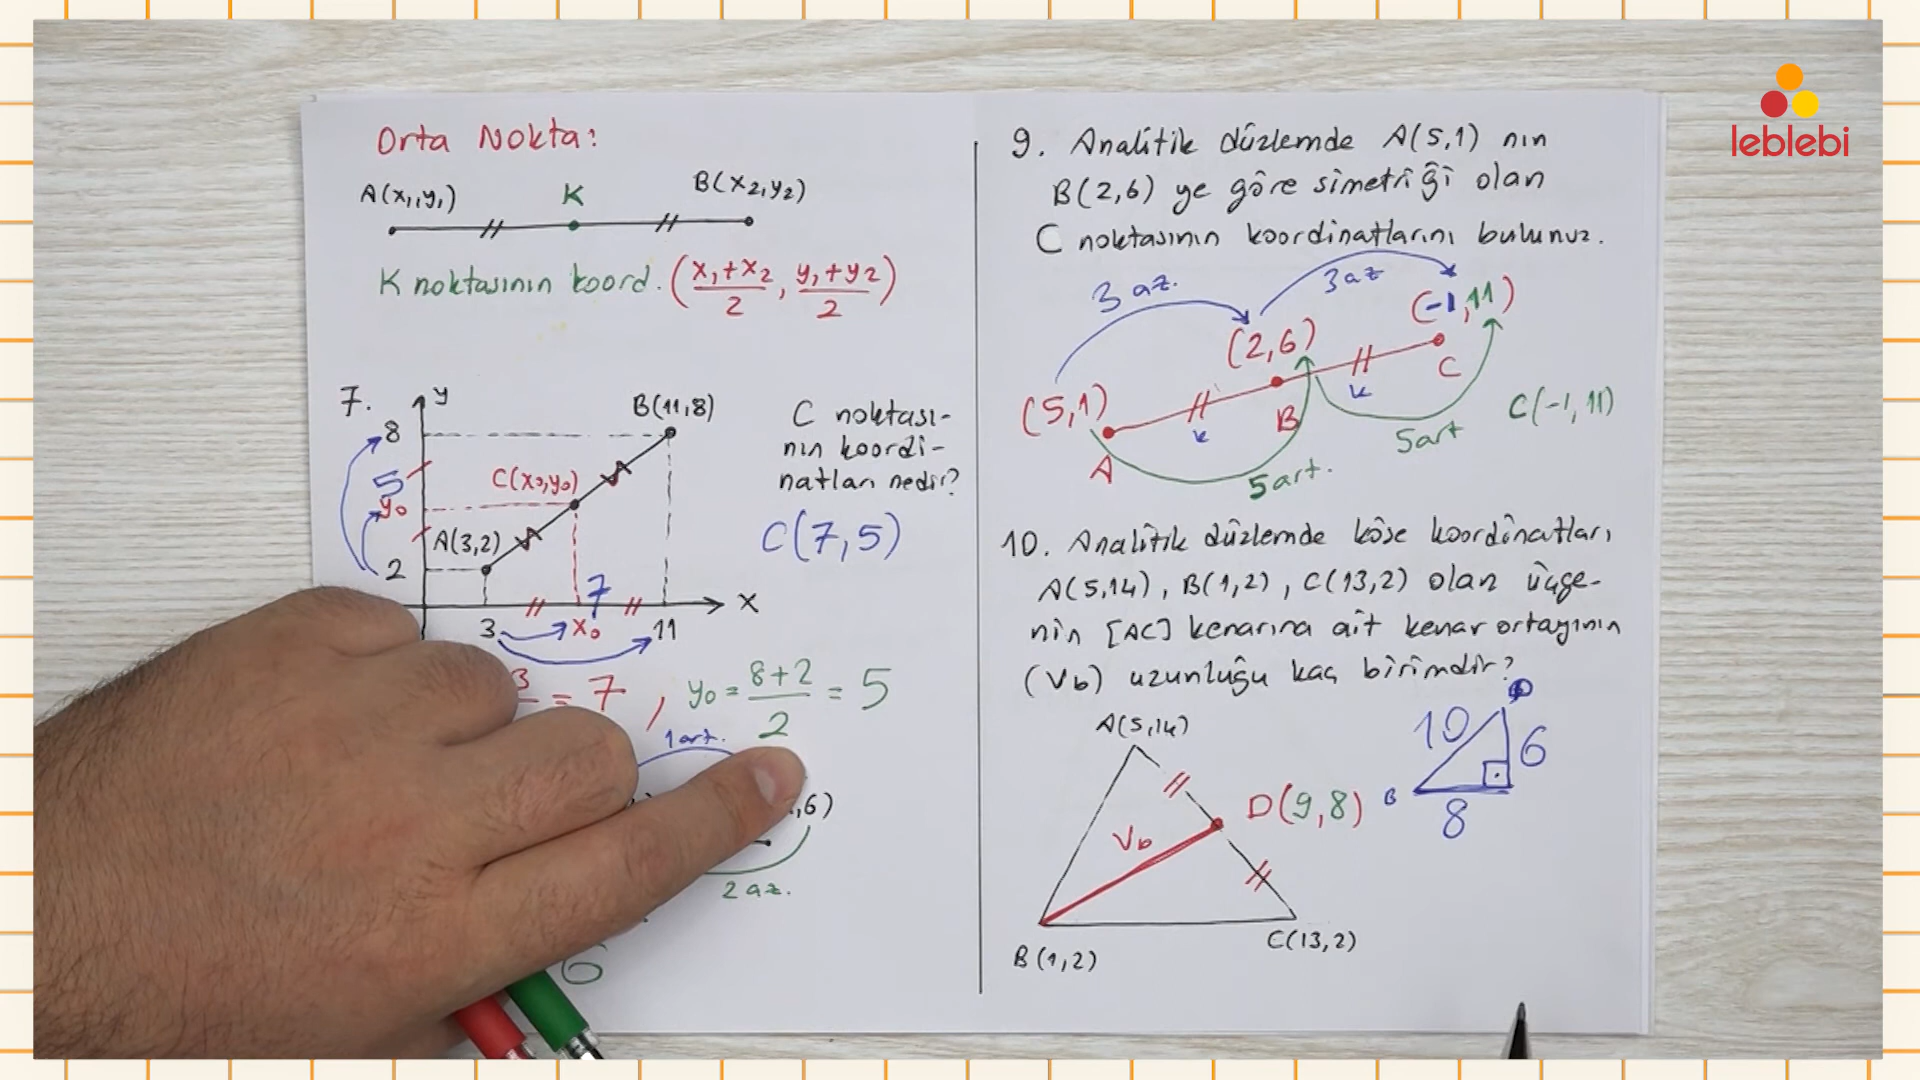 leblebi
Orta Nokta:
A(x₁,y₁) K B(x₂,y₂)
K noktasının koord. (x₁+x₂/2, y₁+y₂/2)
7. y
8
5
y₀
2
B(11,8)
C(x₀,y₀)
A(3,2)
7
3 x₀ 11 x
C noktası-
nın koordi-
natları nedir?
C(7,5)
3 = 7 , y₀ = 8+2/2 = 5
1 art.
,6)
2 az.
6
9. Analitik düzlemde A(5,1) nın
B(2,6) ye göre simetriği olan
C noktasının koordinatlarını bulunuz.
3 az. 3 az
(5,1) (2,6) (-1,11)
A B C
k k
5 art. 5 art
C(-1,11)
10. Analitik düzlemde köşe koordinatları
A(5,14), B(1,2), C(13,2) olan üçge-
nin [AC] kenarına ait kenarortayının
(Vb) uzunluğu kaç birimdir?
A(5,14)
Vb D(9,8)
B(1,2) C(13,2)
10 6
B 8